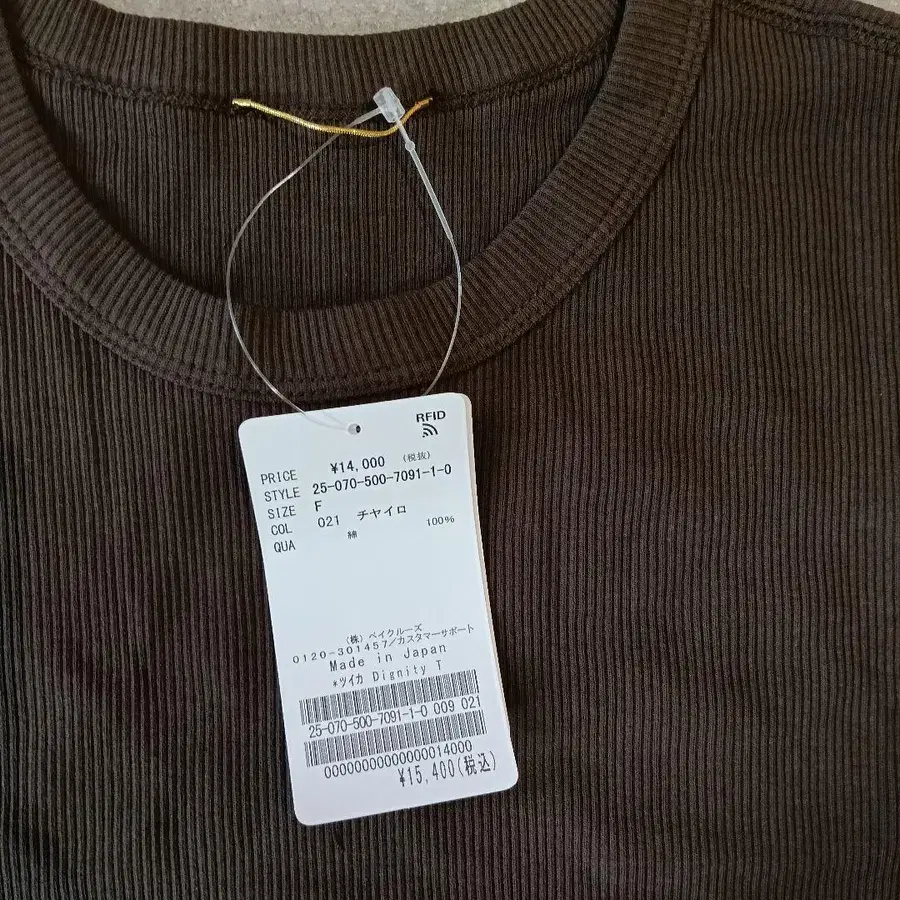 RFID
PRICE ¥14,000 (税抜)
STYLE 25-070-500-7091-1-0
SIZE F
COL 021 チヤイロ
QUA 綿 100%
(株) ベイクルーズ
0120-301457/カスタマーサポート
Made in Japan
*ツイカ Dignity T
25-070-500-7091-1-0 009 021
00000000000000014000
¥15,400(税込)